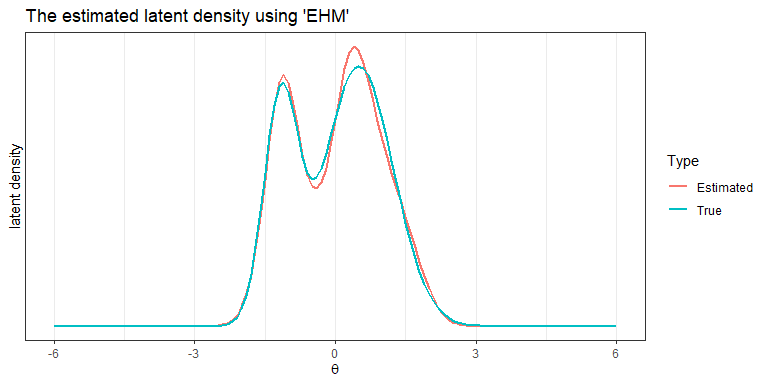 The estimated latent density using 'EHM'
latent density
Type
Estimated
True
-6 -3 0 3 6
θ